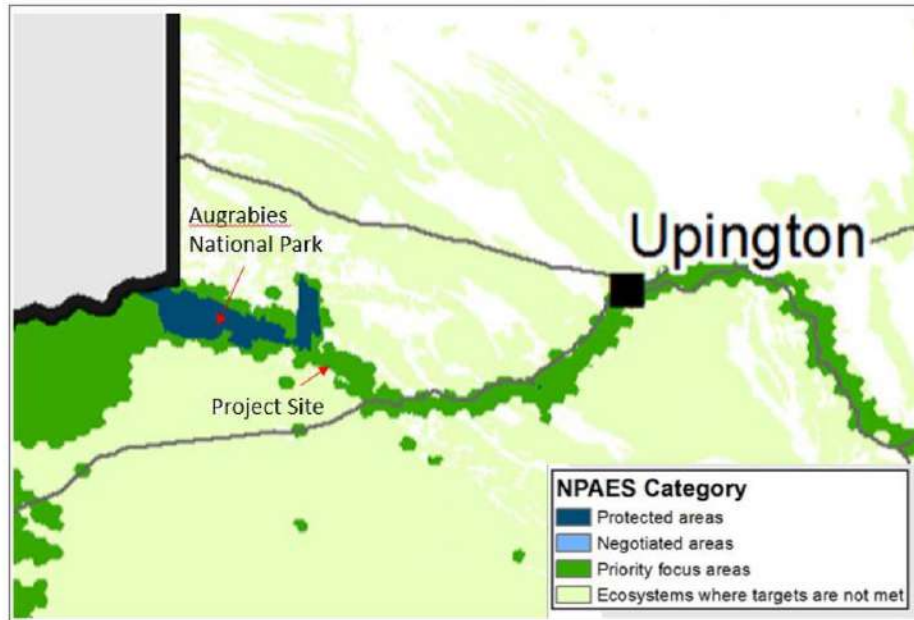 Augrabies
National Park
Upington
Project Site
NPAES Category
Protected areas
Negotiated areas
Priority focus areas
Ecosystems where targets are not met